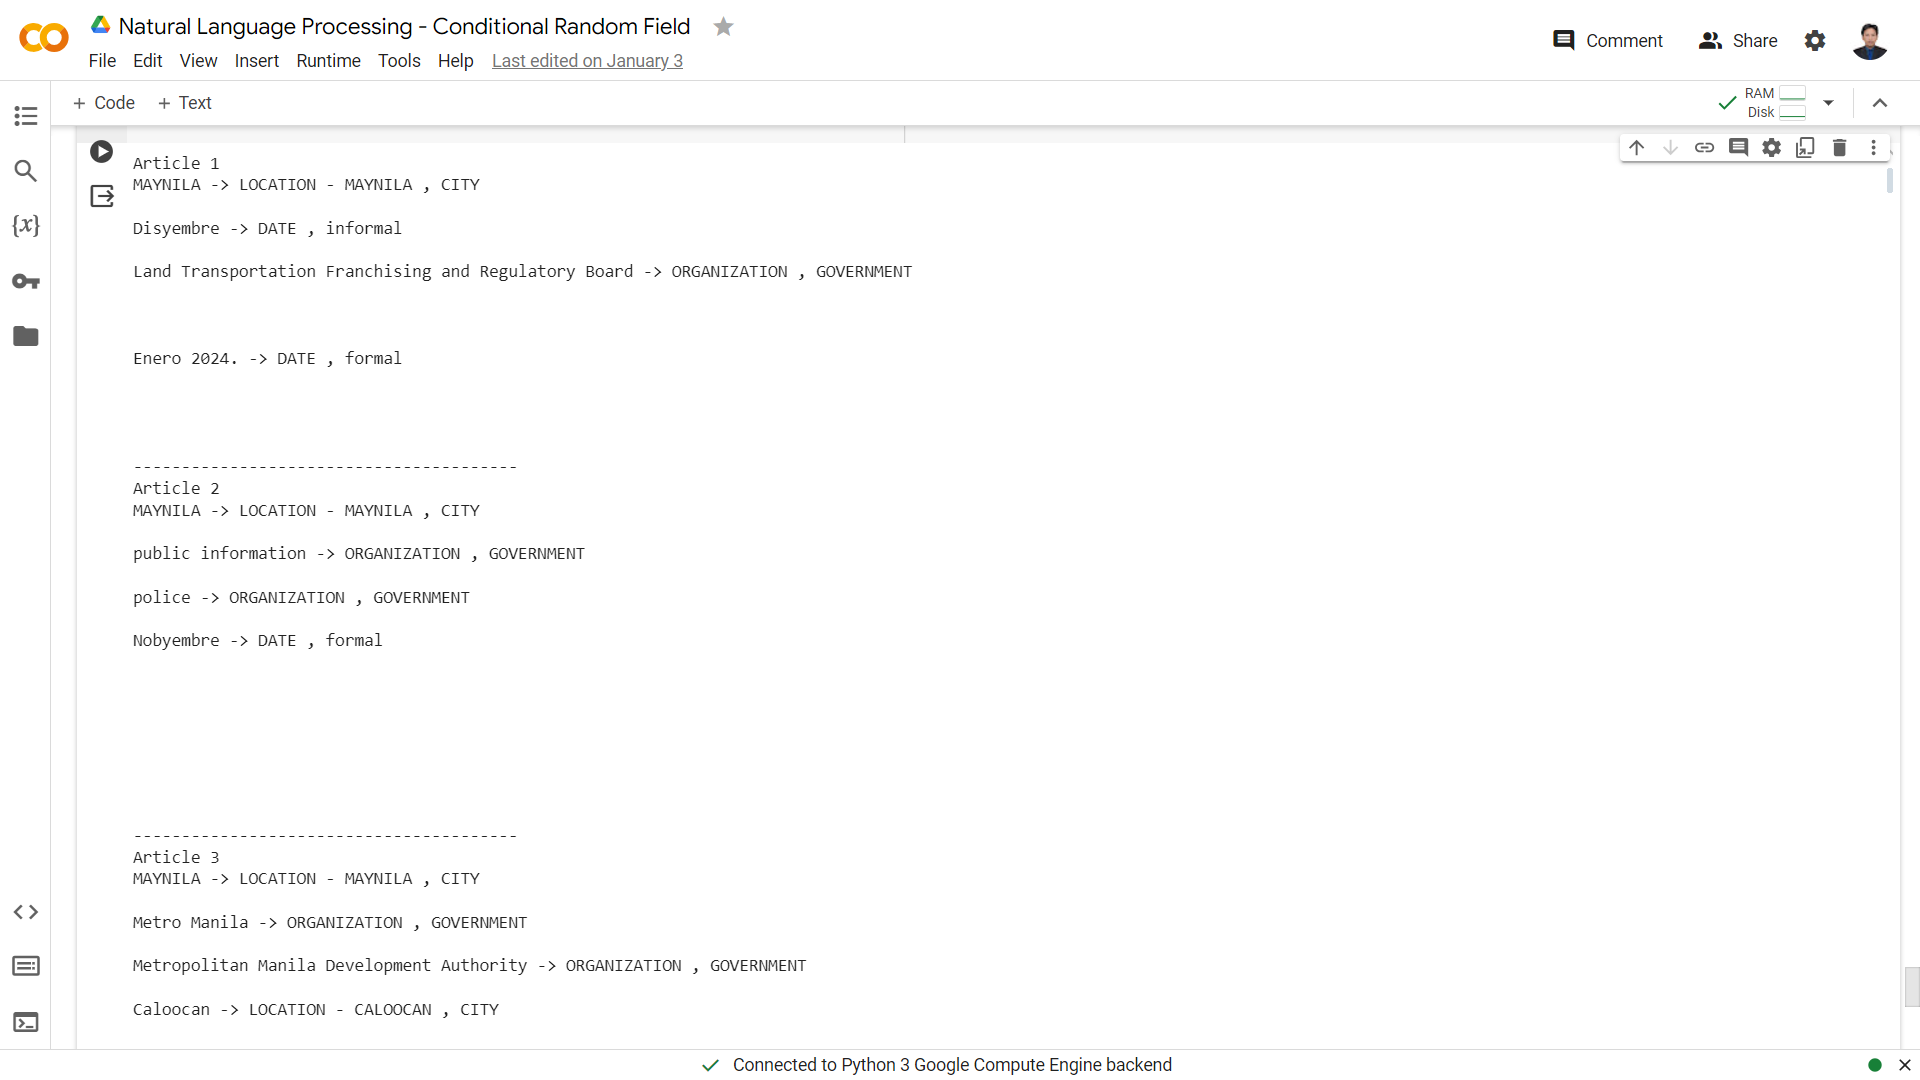 Natural Language Processing - Conditional Random Field
File Edit View Insert Runtime Tools Help Last edited on January 3
Comment Share
+ Code + Text
RAM
Disk
{x}
Article 1
MAYNILA -> LOCATION - MAYNILA , CITY
Disyembre -> DATE , informal
Land Transportation Franchising and Regulatory Board -> ORGANIZATION , GOVERNMENT
Enero 2024. -> DATE , formal
----------------------------------------
Article 2
MAYNILA -> LOCATION - MAYNILA , CITY
public information -> ORGANIZATION , GOVERNMENT
police -> ORGANIZATION , GOVERNMENT
Nobyembre -> DATE , formal
----------------------------------------
Article 3
MAYNILA -> LOCATION - MAYNILA , CITY
Metro Manila -> ORGANIZATION , GOVERNMENT
Metropolitan Manila Development Authority -> ORGANIZATION , GOVERNMENT
Caloocan -> LOCATION - CALOOCAN , CITY
Connected to Python 3 Google Compute Engine backend